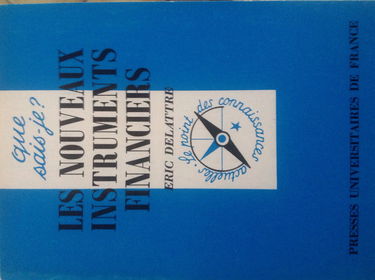 que
sais-je?
LES NOUVEAUX
INSTRUMENTS
FINANCIERS
ERIC DELATTRE
le point des connaissances actuelles
PRESSES UNIVERSITAIRES DE FRANCE